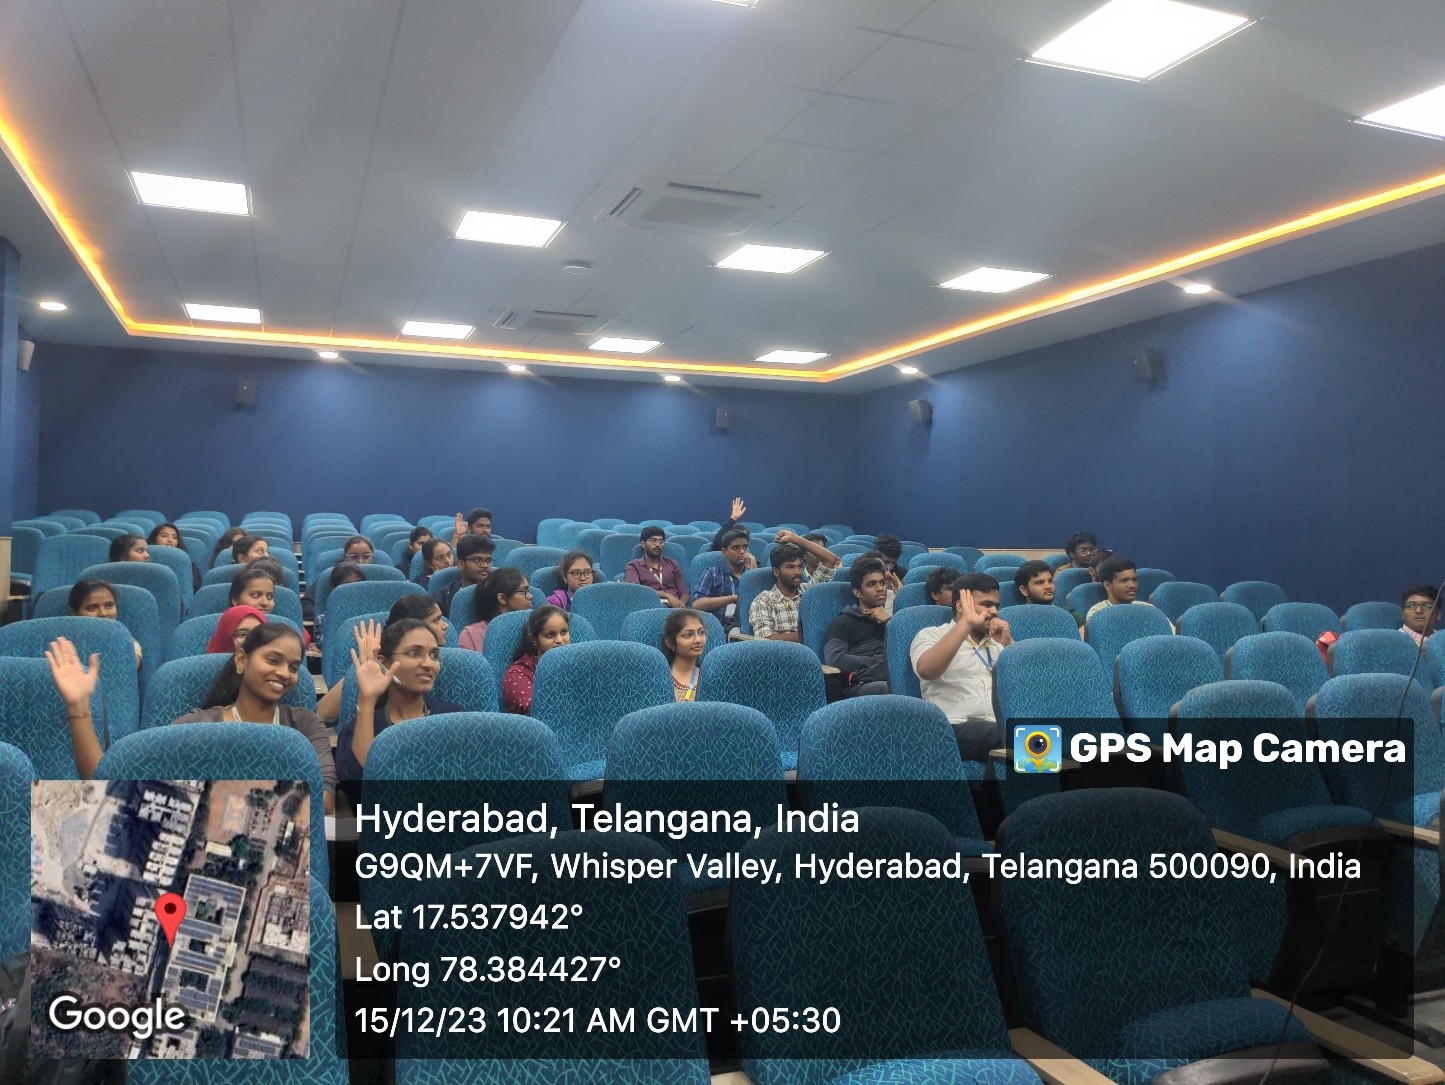 GPS Map Camera
Hyderabad, Telangana, India
G9QM+7VF, Whisper Valley, Hyderabad, Telangana 500090, India
Lat 17.537942°
Long 78.384427°
15/12/23 10:21 AM GMT +05:30
Google